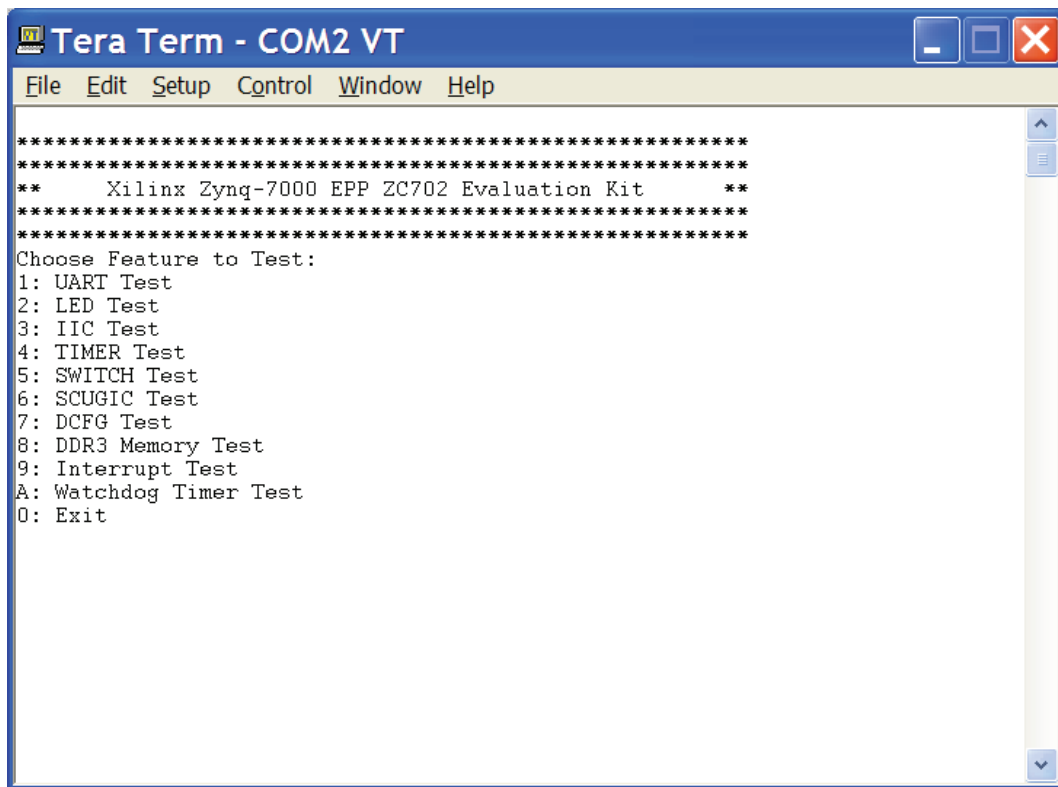 Tera Term - COM2 VT
File Edit Setup Control Window Help
********************************************************
********************************************************
**     Xilinx Zynq-7000 EPP ZC702 Evaluation Kit      **
********************************************************
********************************************************
Choose Feature to Test:
1: UART Test
2: LED Test
3: IIC Test
4: TIMER Test
5: SWITCH Test
6: SCUGIC Test
7: DCFG Test
8: DDR3 Memory Test
9: Interrupt Test
A: Watchdog Timer Test
0: Exit